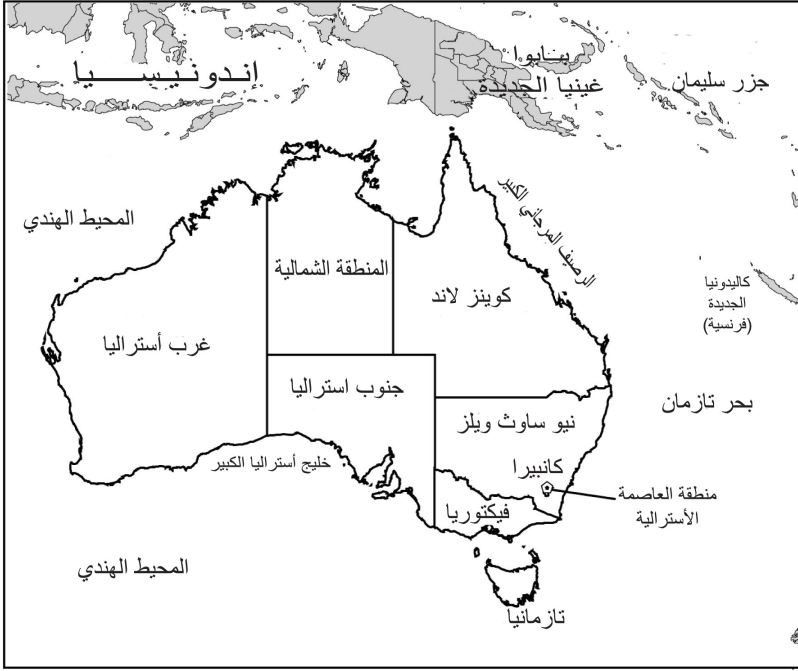 اندونيسيا
بابوا
غينيا الجديدة
جزر سليمان
المحيط الهندي
الرصيف المرجاني الكبير
المنطقة الشمالية
كوينز لاند
كاليدونيا
الجديدة
(فرنسية)
غرب أستراليا
جنوب استراليا
بحر تازمان
نيو ساوث ويلز
خليج أستراليا الكبير
كانبيرا
منطقة العاصمة
الأسترالية
فيكتوريا
المحيط الهندي
تازمانيا